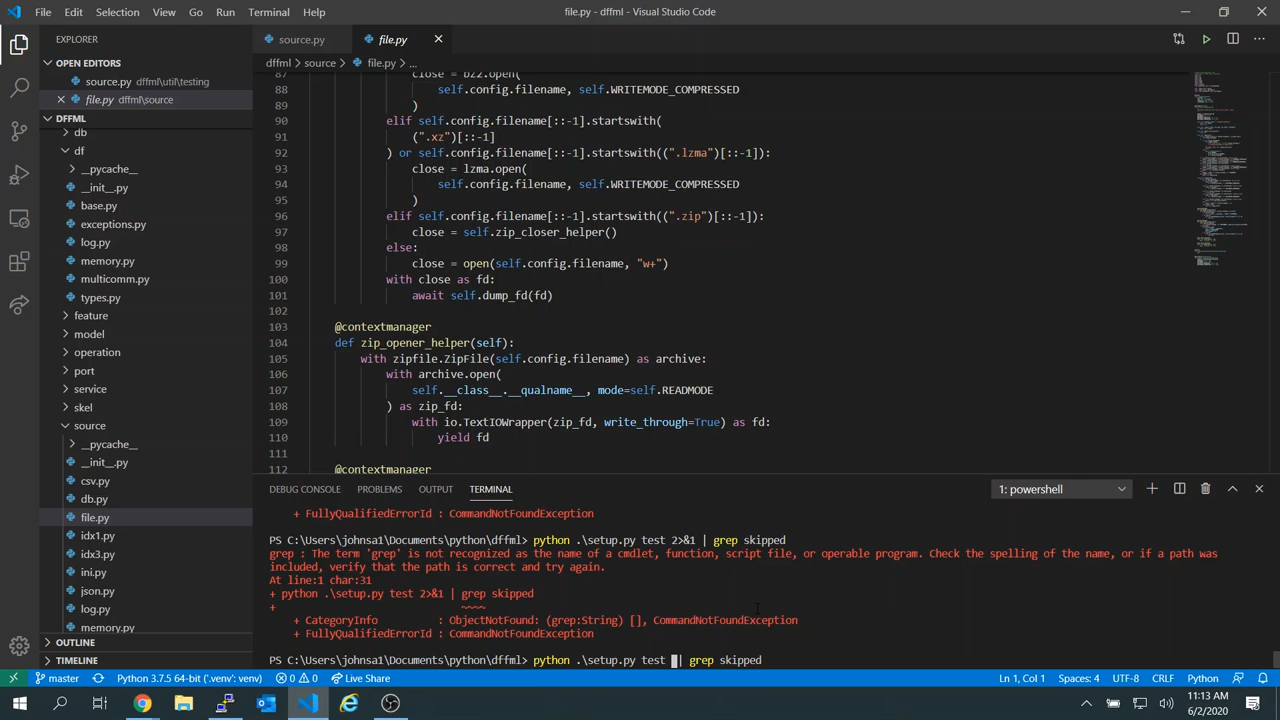 File Edit Selection View Go Run Terminal Help
file.py - dffml - Visual Studio Code
EXPLORER
OPEN EDITORS
source.py dffml\util\testing
file.py dffml\source
DFFML
db
df
__pycache__
__init__.py
base.py
exceptions.py
log.py
memory.py
multicomm.py
types.py
feature
model
operation
port
service
skel
source
__pycache__
__init__.py
csv.py
db.py
file.py
idx1.py
idx3.py
ini.py
json.py
log.py
memory.py
OUTLINE
TIMELINE
source.py
file.py
dffml > source > file.py > ...
87 close = bz2.open(
88 self.config.filename, self.WRITEMODE_COMPRESSED
89 )
90 elif self.config.filename[::-1].startswith(
91 (".xz")[::-1]
92 ) or self.config.filename[::-1].startswith((".lzma")[::-1]):
93 close = lzma.open(
94 self.config.filename, self.WRITEMODE_COMPRESSED
95 )
96 elif self.config.filename[::-1].startswith((".zip")[::-1]):
97 close = self.zip_closer_helper()
98 else:
99 close = open(self.config.filename, "w+")
100 with close as fd:
101 await self.dump_fd(fd)
102
103 @contextmanager
104 def zip_opener_helper(self):
105 with zipfile.ZipFile(self.config.filename) as archive:
106 with archive.open(
107 self.__class__.__qualname__, mode=self.READMODE
108 ) as zip_fd:
109 with io.TextIOWrapper(zip_fd, write_through=True) as fd:
110 yield fd
111
112 @contextmanager
DEBUG CONSOLE PROBLEMS OUTPUT TERMINAL
1: powershell
+ FullyQualifiedErrorId : CommandNotFoundException
PS C:\Users\johnsa1\Documents\python\dffml> python .\setup.py test 2>&1 | grep skipped
grep : The term 'grep' is not recognized as the name of a cmdlet, function, script file, or operable program. Check the spelling of the name, or if a path was
included, verify that the path is correct and try again.
At line:1 char:31
+ python .\setup.py test 2>&1 | grep skipped
+ ~~~~
+ CategoryInfo : ObjectNotFound: (grep:String) [], CommandNotFoundException
+ FullyQualifiedErrorId : CommandNotFoundException
PS C:\Users\johnsa1\Documents\python\dffml> python .\setup.py test | grep skipped
master Python 3.7.5 64-bit ('.venv': venv) 0 0 Live Share
Ln 1, Col 1 Spaces: 4 UTF-8 CRLF Python
11:13 AM
6/2/2020